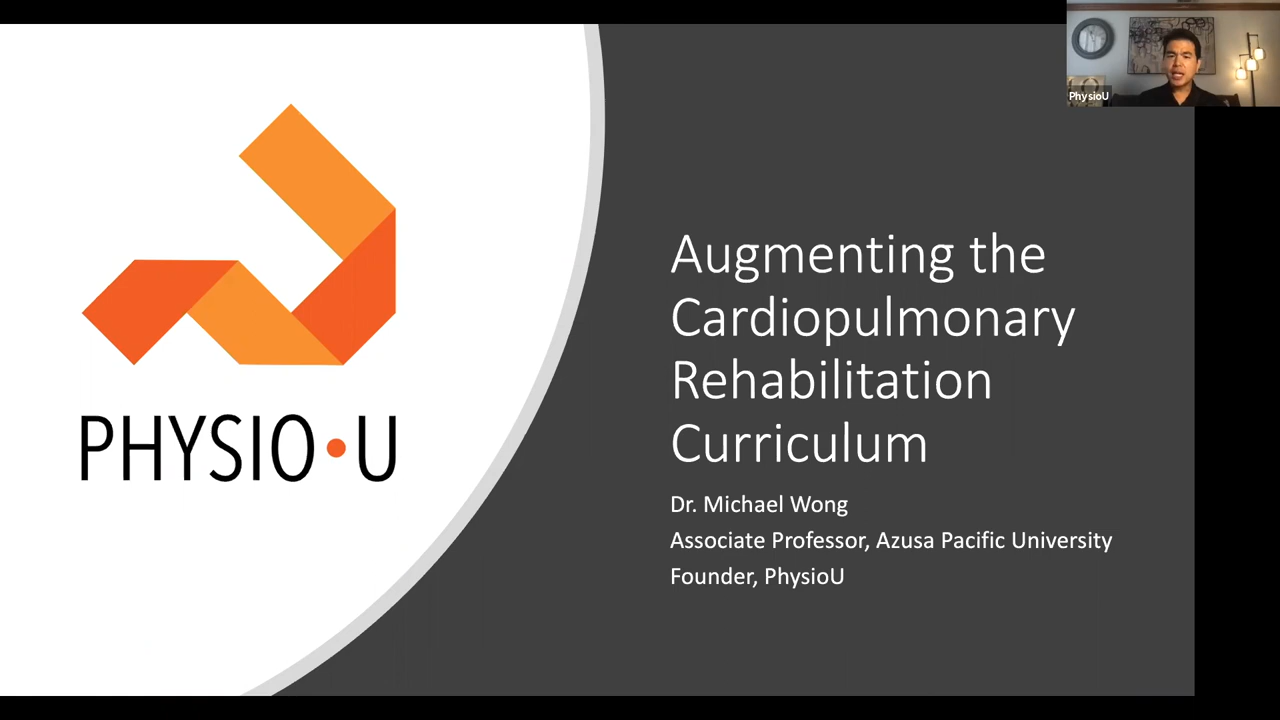 PhysioU
PHYSIO•U
Augmenting the
Cardiopulmonary
Rehabilitation
Curriculum
Dr. Michael Wong
Associate Professor, Azusa Pacific University
Founder, PhysioU